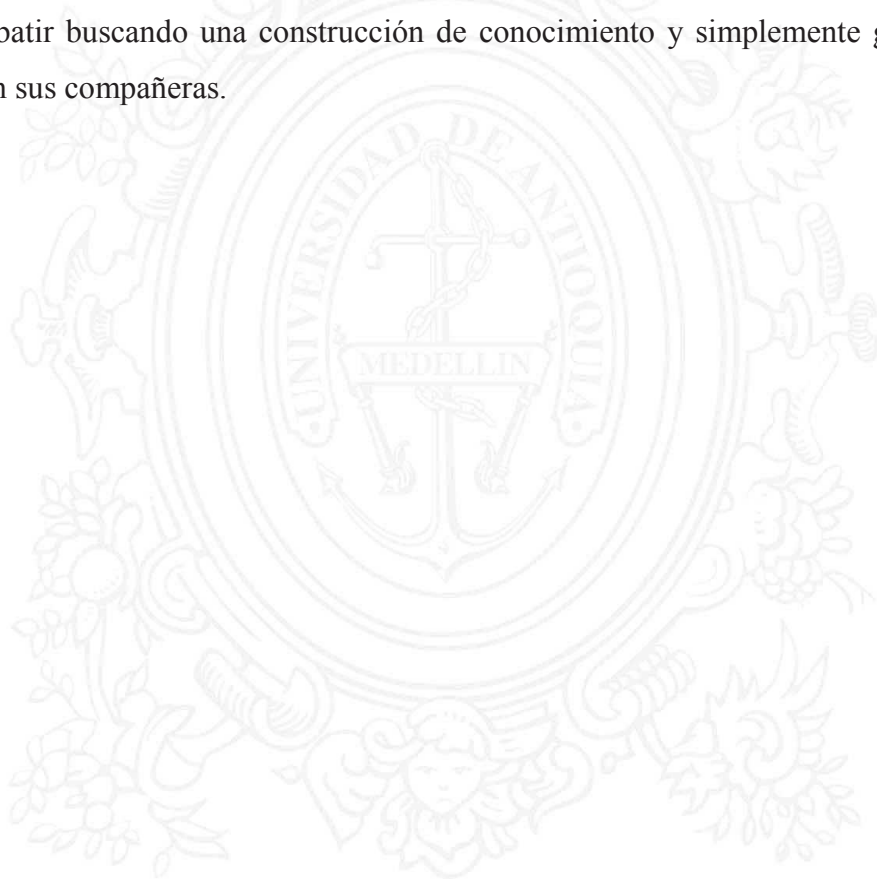 batir buscando una construcción de conocimiento y simplemente g
n sus compañeras.
UNIVERSIDAD DE ANTIOQUIA
MEDELLIN